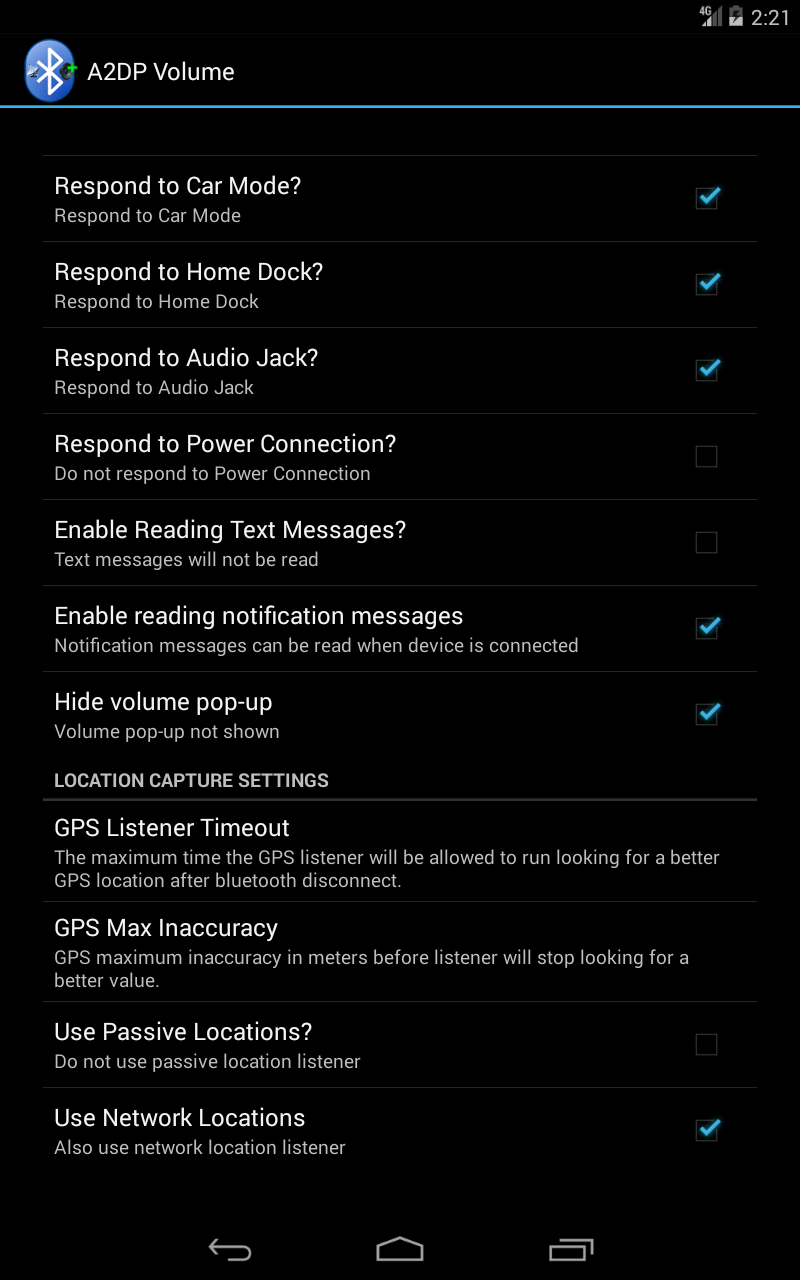 4G 2:21
A2DP Volume
Respond to Car Mode?
Respond to Car Mode
Respond to Home Dock?
Respond to Home Dock
Respond to Audio Jack?
Respond to Audio Jack
Respond to Power Connection?
Do not respond to Power Connection
Enable Reading Text Messages?
Text messages will not be read
Enable reading notification messages
Notification messages can be read when device is connected
Hide volume pop-up
Volume pop-up not shown
LOCATION CAPTURE SETTINGS
GPS Listener Timeout
The maximum time the GPS listener will be allowed to run looking for a better
GPS location after bluetooth disconnect.
GPS Max Inaccuracy
GPS maximum inaccuracy in meters before listener will stop looking for a
better value.
Use Passive Locations?
Do not use passive location listener
Use Network Locations
Also use network location listener